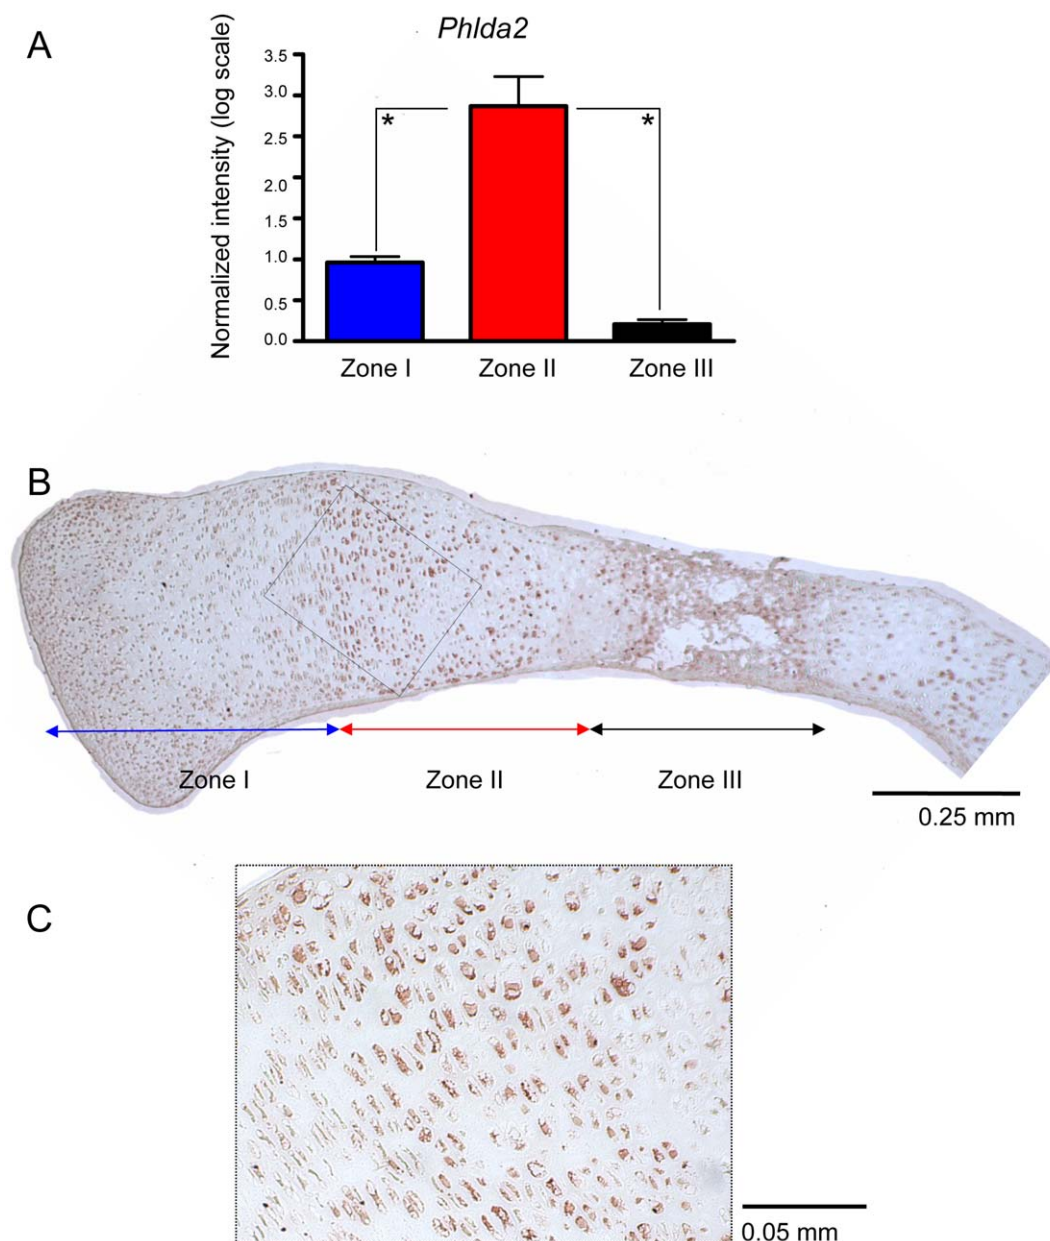 A
Phlda2
Normalized intensity (log scale)
3.5
3.0
2.5
2.0
1.5
1.0
0.5
0.0
*
*
Zone I
Zone II
Zone III
B
Zone I
Zone II
Zone III
0.25 mm
C
0.05 mm